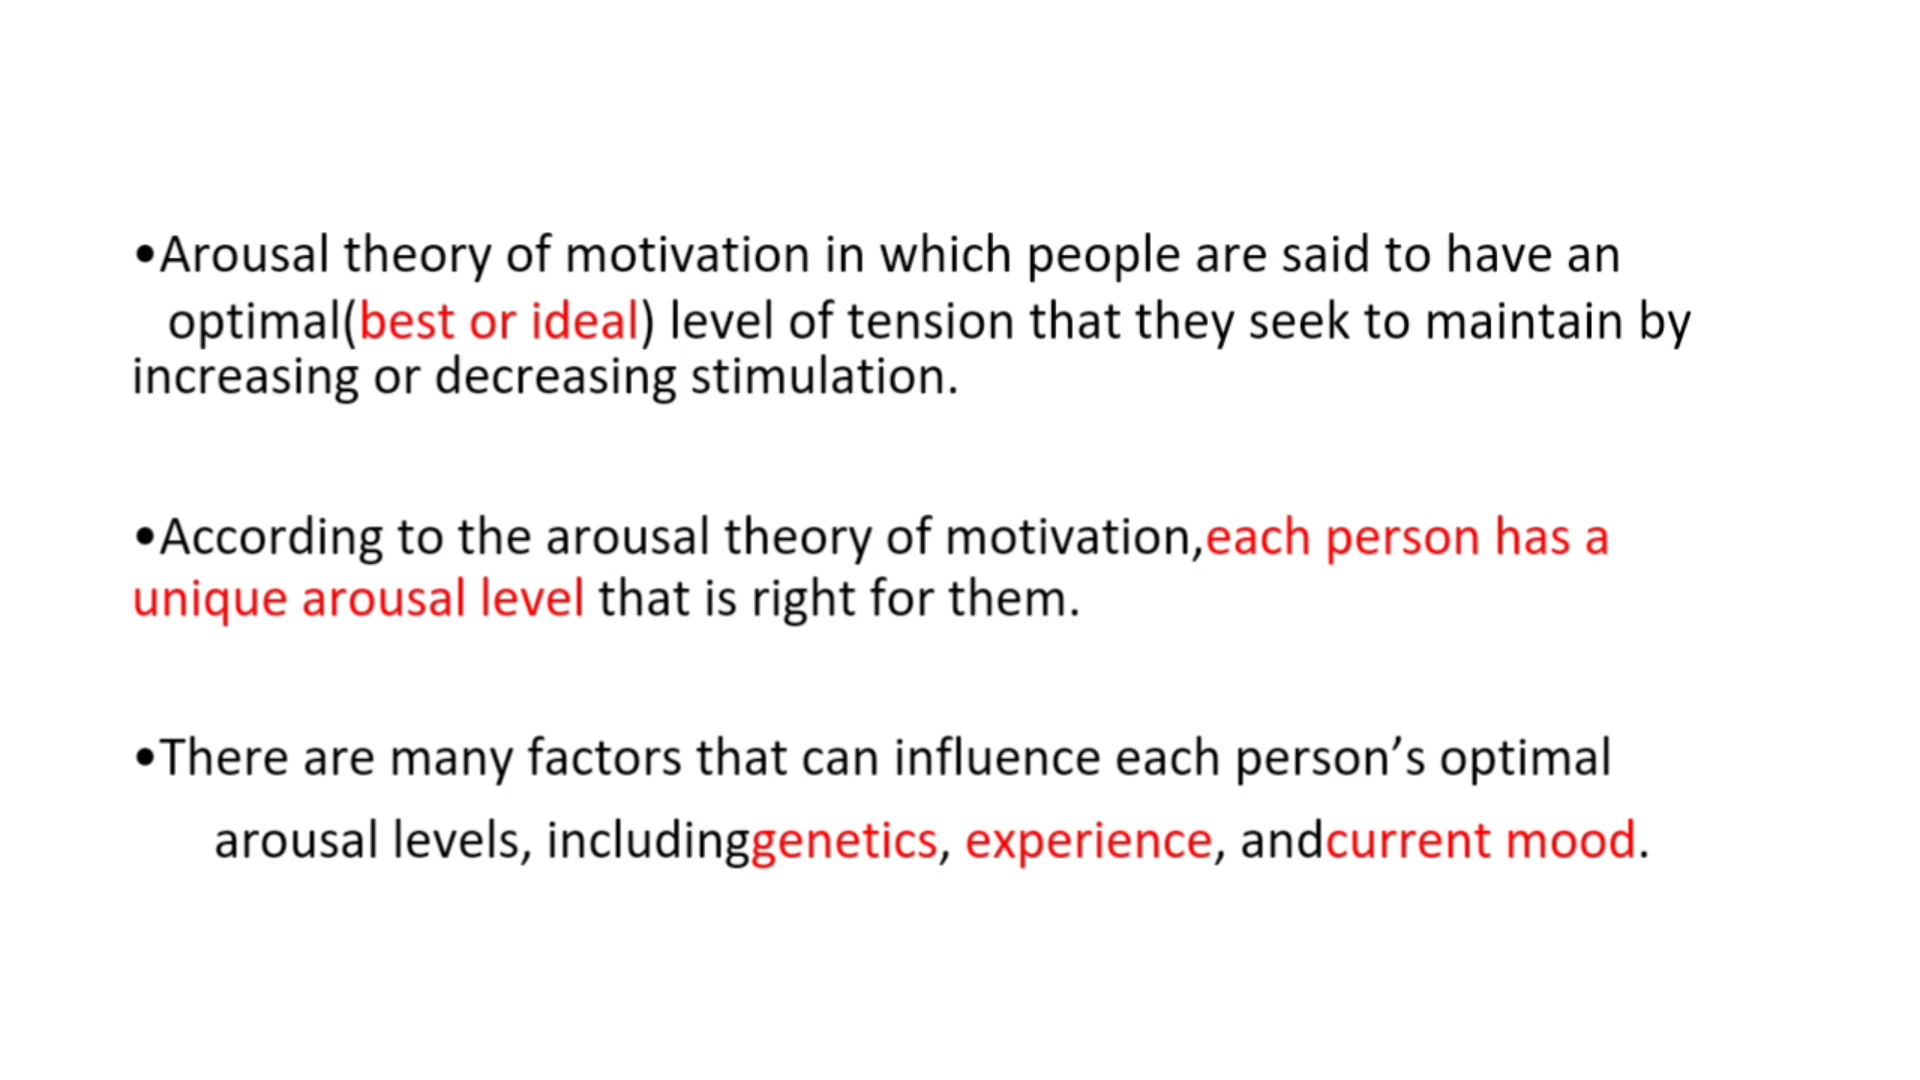 •Arousal theory of motivation in which people are said to have an
optimal(best or ideal) level of tension that they seek to maintain by
increasing or decreasing stimulation.
•According to the arousal theory of motivation,each person has a
unique arousal level that is right for them.
•There are many factors that can influence each person’s optimal
arousal levels, includinggenetics, experience, andcurrent mood.